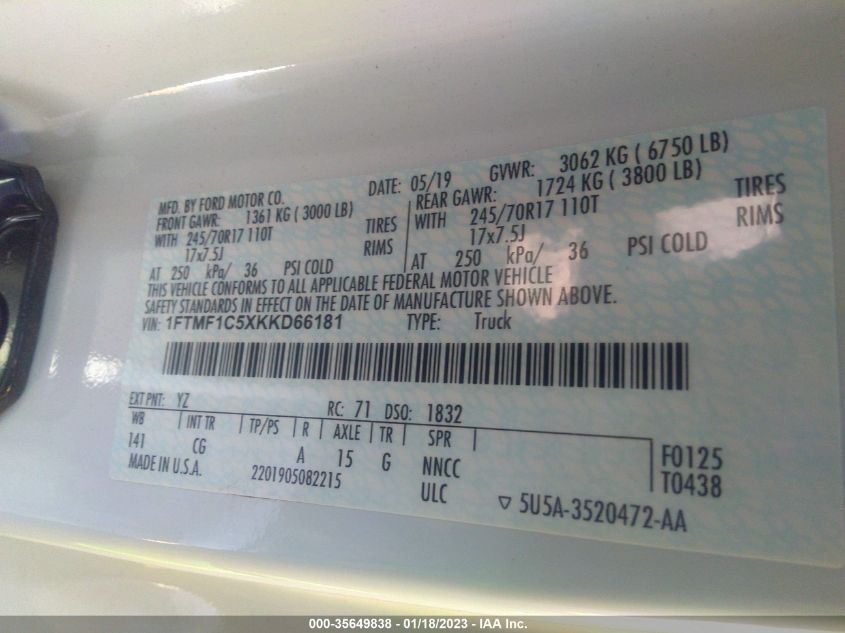 MFD. BY FORD MOTOR CO. DATE: 05/19 GVWR: 3062 KG ( 6750 LB)
FRONT GAWR: 1361 KG ( 3000 LB) REAR GAWR: 1724 KG ( 3800 LB)
WITH 245/70R17 110T TIRES WITH 245/70R17 110T TIRES
17x7.5J RIMS 17x7.5J RIMS
AT 250 kPa/ 36 PSI COLD AT 250 kPa/ 36 PSI COLD
THIS VEHICLE CONFORMS TO ALL APPLICABLE FEDERAL MOTOR VEHICLE
SAFETY STANDARDS IN EFFECT ON THE DATE OF MANUFACTURE SHOWN ABOVE.
VIN: 1FTMF1C5XKKD66181 TYPE: Truck
EXT PNT: YZ RC: 71 DSO: 1832
WB INT TR TP/PS R AXLE TR SPR
141 CG A 15 G NNCC F0125
MADE IN U.S.A. 2201905082215 ULC T0438
▽ 5U5A-3520472-AA
000-35649838 - 01/18/2023 - IAA Inc.